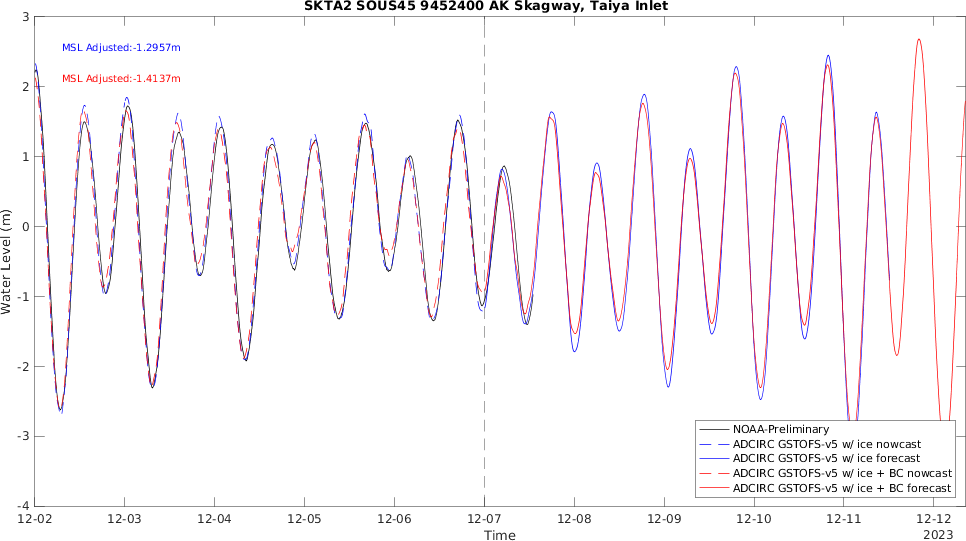 SKTA2 SOUS45 9452400 AK Skagway, Taiya Inlet
MSL Adjusted:-1.2957m
MSL Adjusted:-1.4137m
Water Level (m)
3
2
1
0
-1
-2
-3
-4
NOAA-Preliminary
ADCIRC GSTOFS-v5 w/ ice nowcast
ADCIRC GSTOFS-v5 w/ ice forecast
ADCIRC GSTOFS-v5 w/ ice + BC nowcast
ADCIRC GSTOFS-v5 w/ ice + BC forecast
12-02 12-03 12-04 12-05 12-06 12-07 12-08 12-09 12-10 12-11 12-12
2023
Time